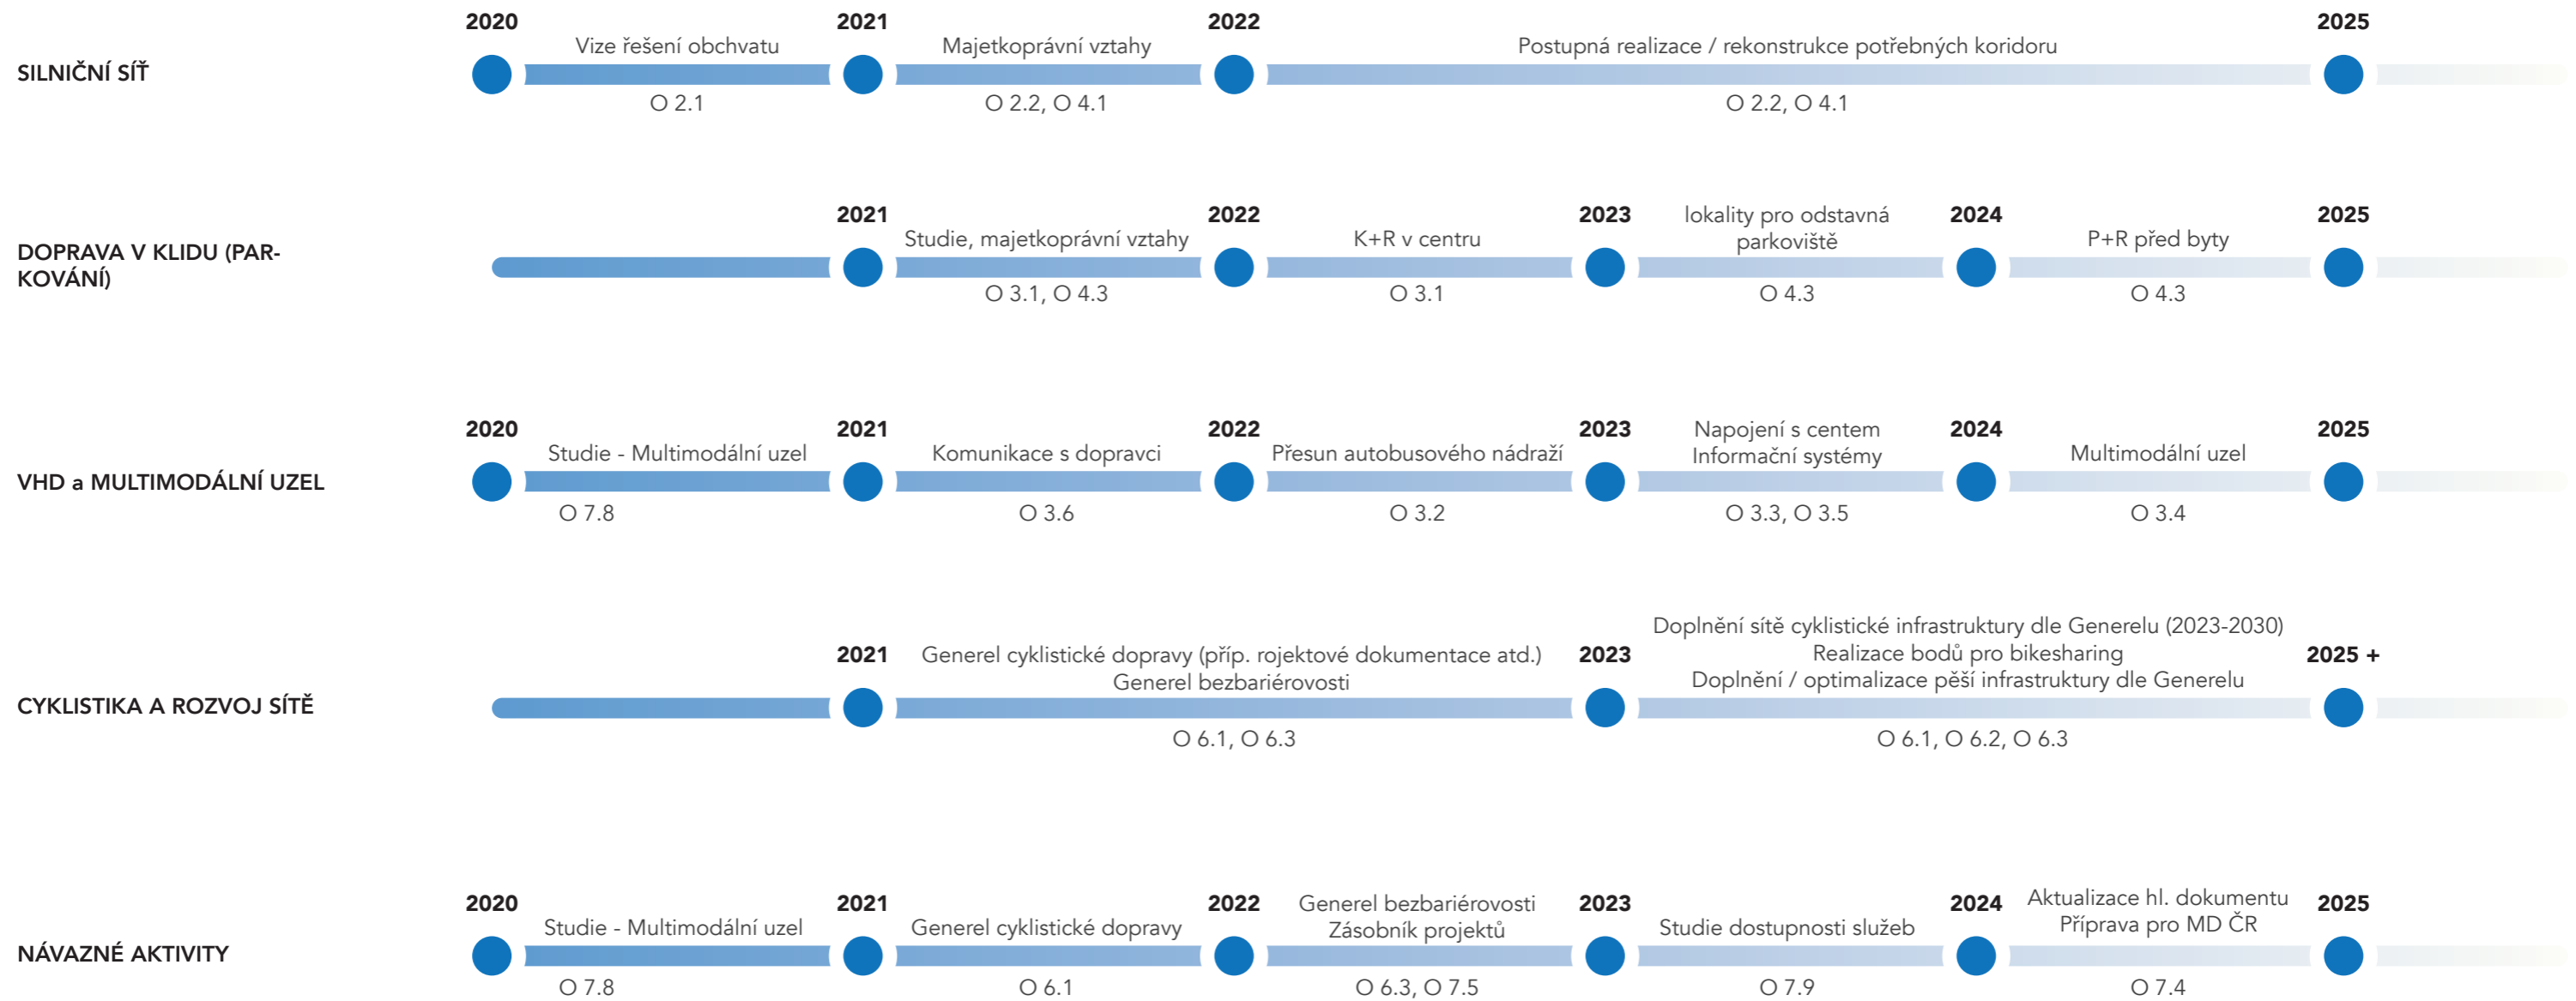 2020 2021 2022 2025
Vize řešení obchvatu Majetkoprávní vztahy Postupná realizace / rekonstrukce potřebných koridoru
SILNIČNÍ SÍŤ
O 2.1 O 2.2, O 4.1 O 2.2, O 4.1
2021 2022 2023 lokality pro odstavná 2024 2025
Studie, majetkoprávní vztahy K+R v centru parkoviště P+R před byty
DOPRAVA V KLIDU (PAR-
KOVÁNÍ)
O 3.1, O 4.3 O 3.1 O 4.3 O 4.3
2020 2021 2022 2023 Napojení s centem 2024 2025
Studie - Multimodální uzel Komunikace s dopravci Přesun autobusového nádraží Informační systémy Multimodální uzel
VHD a MULTIMODÁLNÍ UZEL
O 7.8 O 3.6 O 3.2 O 3.3, O 3.5 O 3.4
Doplnění sítě cyklistické infrastruktury dle Generelu (2023-2030)
2021 Generel cyklistické dopravy (příp. rojektové dokumentace atd.) 2023 Realizace bodů pro bikesharing 2025 +
Generel bezbariérovosti Doplnění / optimalizace pěší infrastruktury dle Generelu
CYKLISTIKA A ROZVOJ SÍTĚ
O 6.1, O 6.3 O 6.1, O 6.2, O 6.3
2020 2021 2022 Generel bezbariérovosti 2023 2024 Aktualizace hl. dokumentu 2025
Studie - Multimodální uzel Generel cyklistické dopravy Zásobník projektů Studie dostupnosti služeb Příprava pro MD ČR
NÁVAZNÉ AKTIVITY
O 7.8 O 6.1 O 6.3, O 7.5 O 7.9 O 7.4